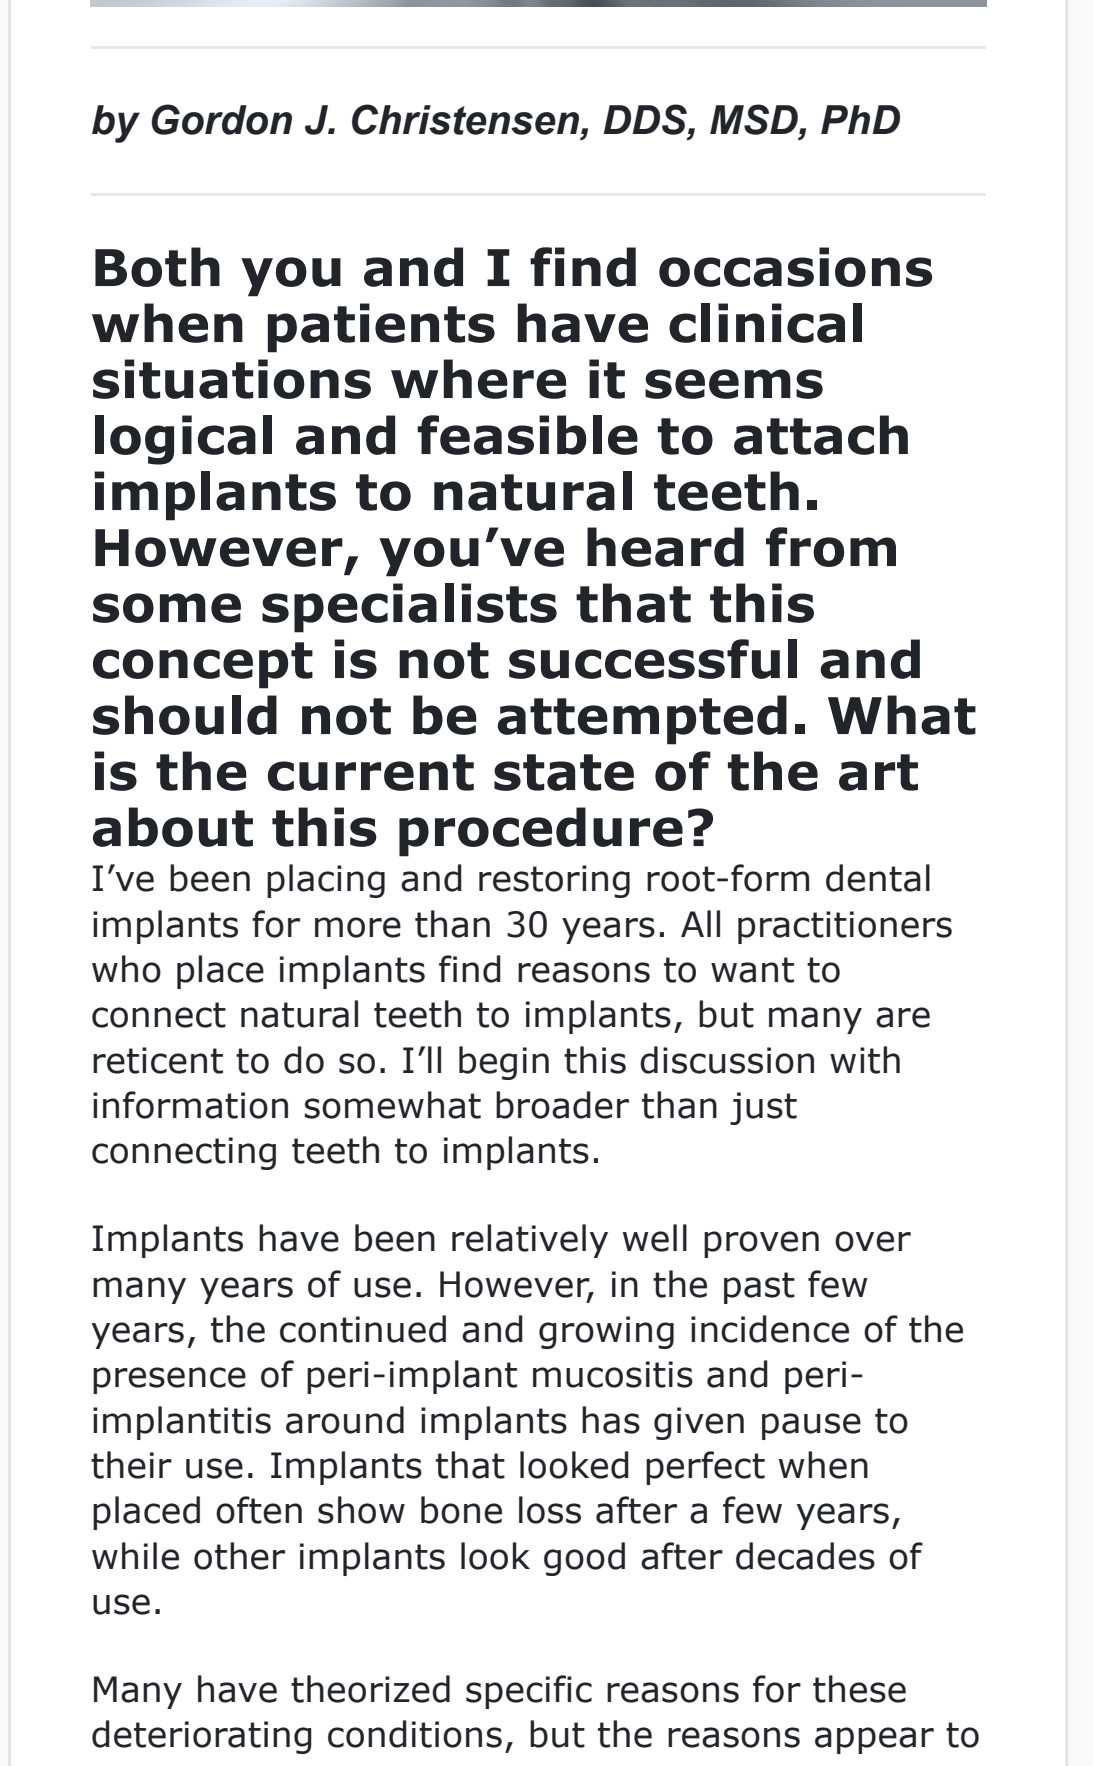 by Gordon J. Christensen, DDS, MSD, PhD
Both you and I find occasions
when patients have clinical
situations where it seems
logical and feasible to attach
implants to natural teeth.
However, you’ve heard from
some specialists that this
concept is not successful and
should not be attempted. What
is the current state of the art
about this procedure?
I’ve been placing and restoring root-form dental
implants for more than 30 years. All practitioners
who place implants find reasons to want to
connect natural teeth to implants, but many are
reticent to do so. I’ll begin this discussion with
information somewhat broader than just
connecting teeth to implants.
Implants have been relatively well proven over
many years of use. However, in the past few
years, the continued and growing incidence of the
presence of peri-implant mucositis and peri-
implantitis around implants has given pause to
their use. Implants that looked perfect when
placed often show bone loss after a few years,
while other implants look good after decades of
use.
Many have theorized specific reasons for these
deteriorating conditions, but the reasons appear to